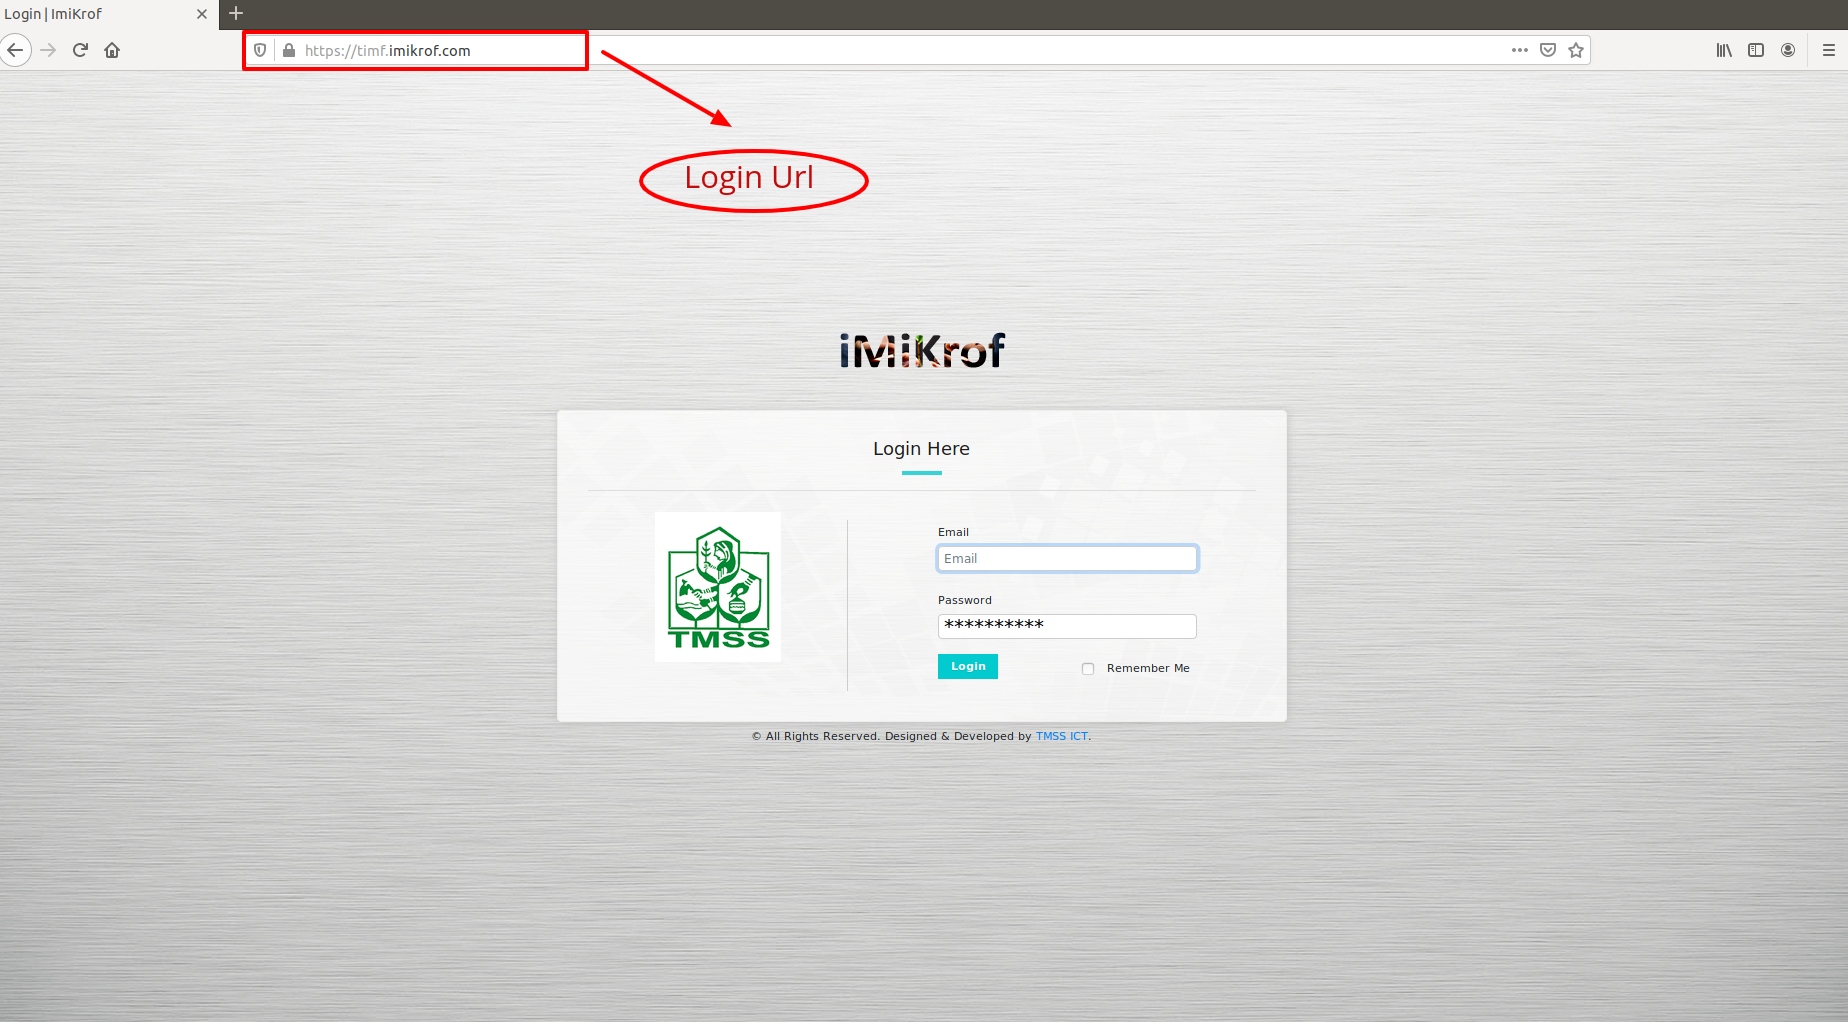 Login | ImiKrof
https://timf.imikrof.com
Login Url
iMiKrof
Login Here
TMSS
Email
Email
Password
**********
Login
Remember Me
© All Rights Reserved. Designed & Developed by TMSS ICT.